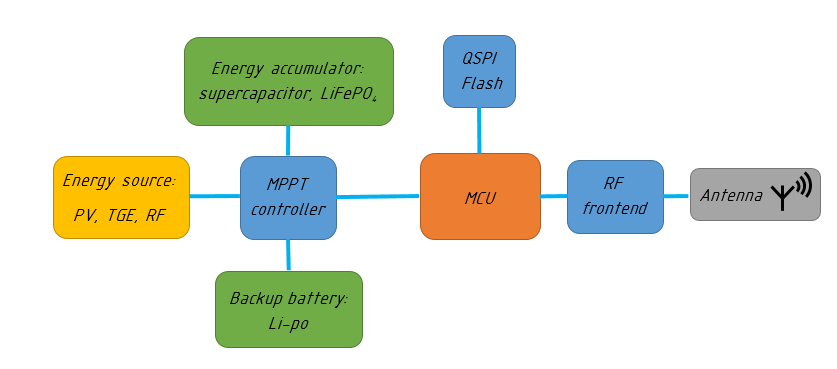 Energy accumulator:
supercapacitor, LiFePO₄
QSPI
Flash
Energy source:
PV, TGE, RF
MPPT
controller
MCU
RF
frontend
Antenna
Backup battery:
Li-po